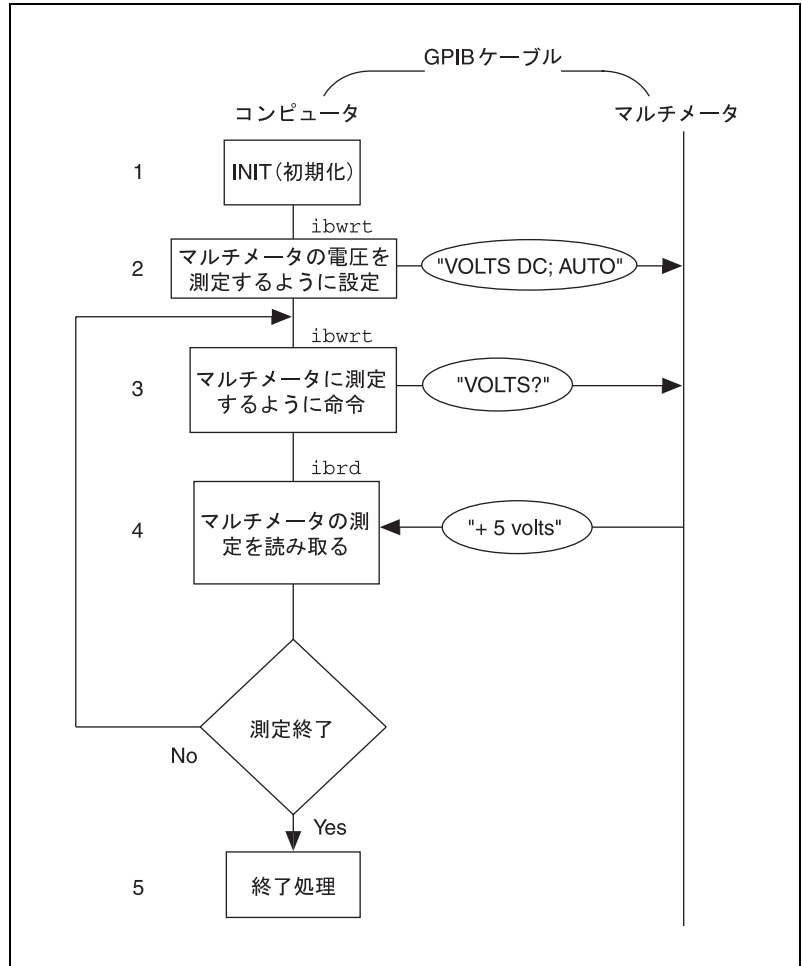 GPIB ケーブル
コンピュータ
マルチメータ
1
INIT（初期化）
ibwrt
2
マルチメータの電圧を
測定するように設定
"VOLTS DC; AUTO"
ibwrt
3
マルチメータに測定
するように命令
"VOLTS?"
ibrd
4
マルチメータの測
定を読み取る
"+ 5 volts"
測定終了
No
Yes
5
終了処理